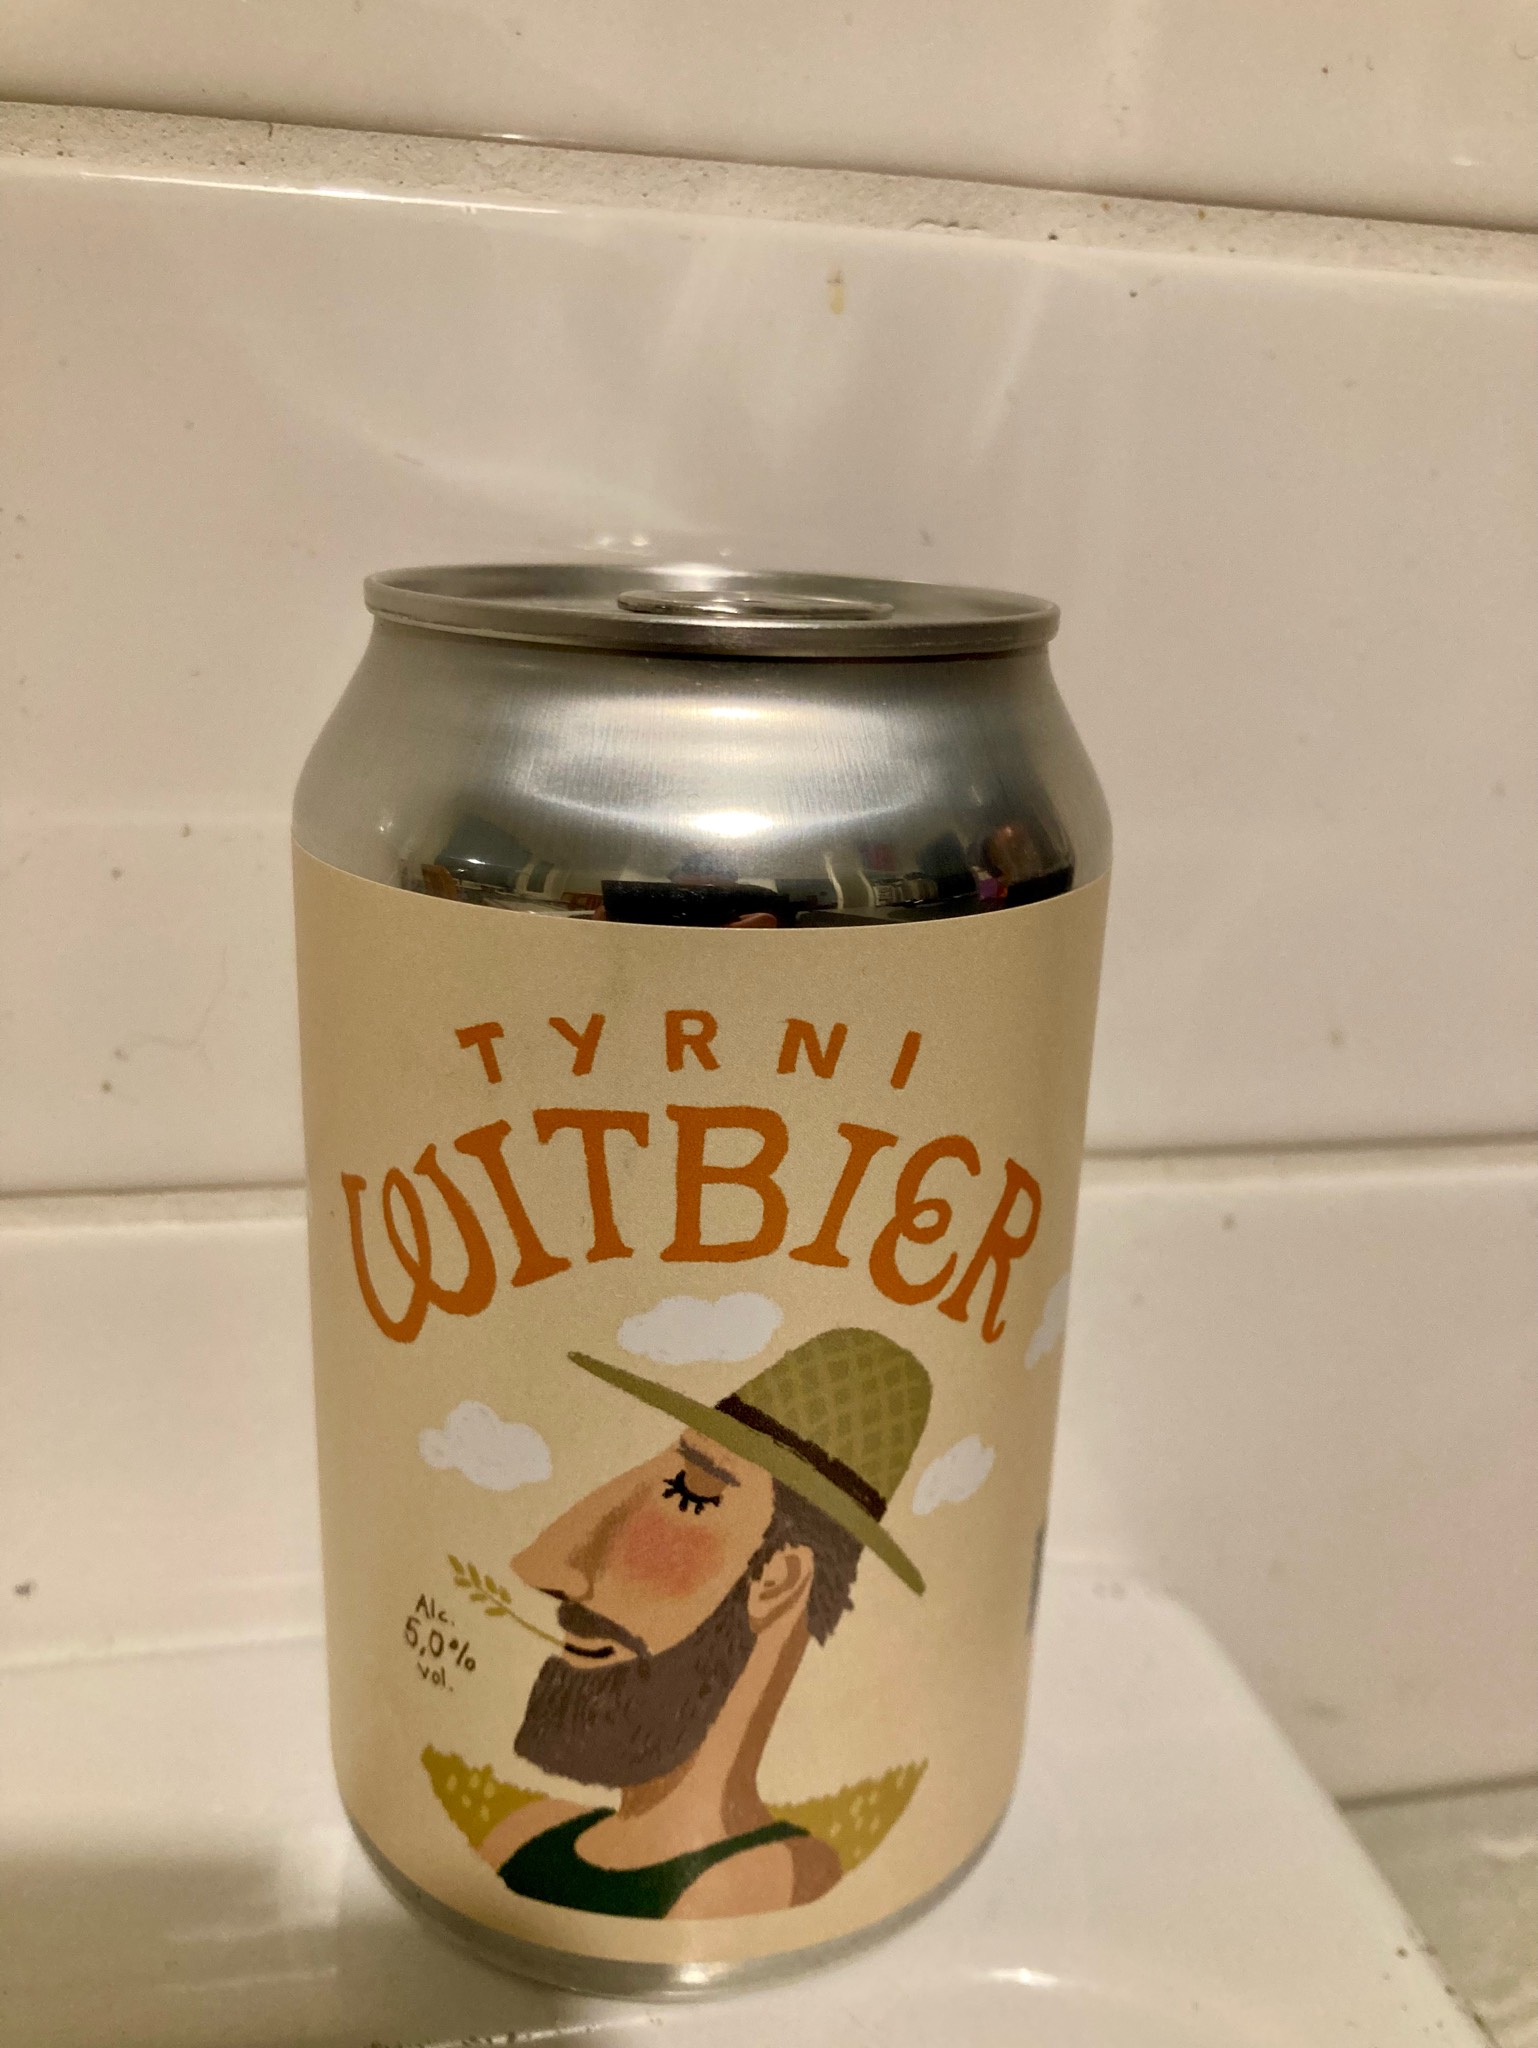 TYRNI
WITBIER
Alc.
5,0%
vol.